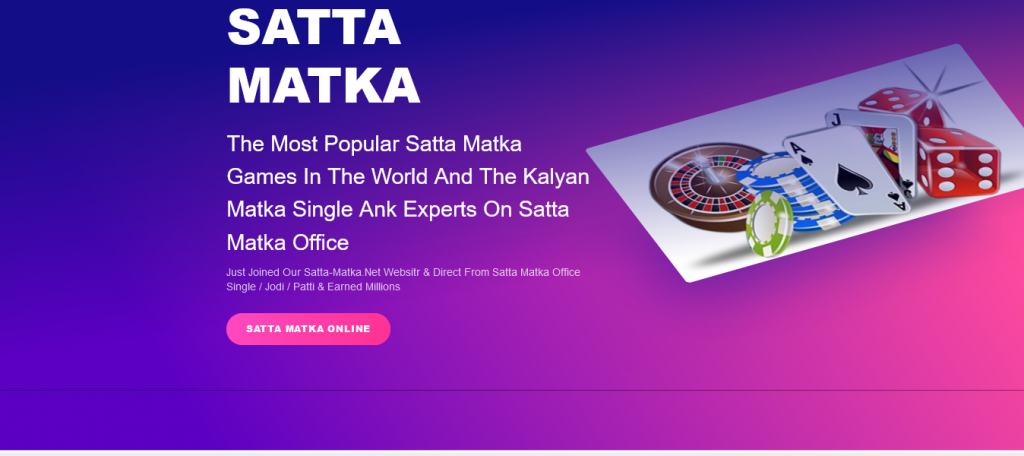 SATTA
MATKA
The Most Popular Satta Matka
Games In The World And The Kalyan
Matka Single Ank Experts On Satta
Matka Office
Just Joined Our Satta-Matka.Net Websitr & Direct From Satta Matka Office
Single / Jodi / Patti & Earned Millions
SATTA MATKA ONLINE
A
J